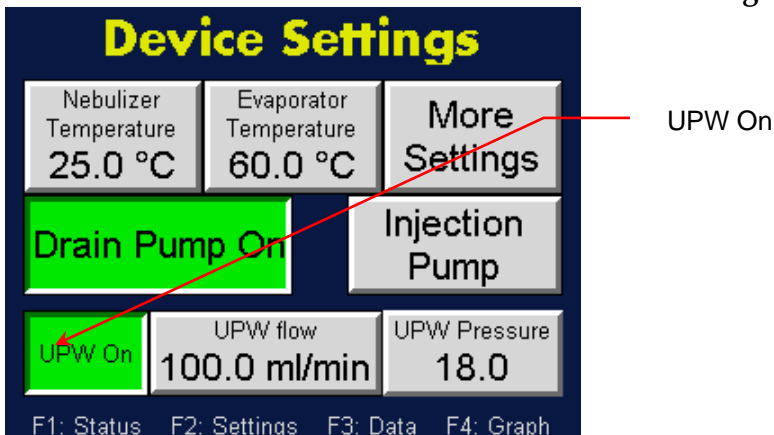 Device Settings
Nebulizer
Temperature
25.0 °C
Evaporator
Temperature
60.0 °C
More
Settings
UPW On
Drain Pump On
Injection
Pump
UPW On
UPW flow
100.0 ml/min
UPW Pressure
18.0
F1: Status F2: Settings F3: Data F4: Graph